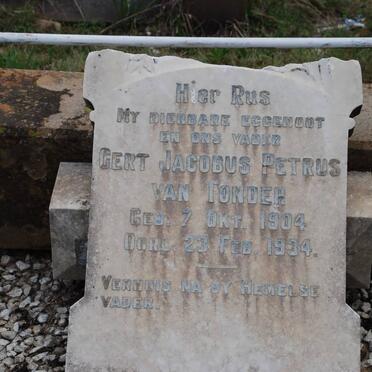 Hier Rus
My dierbare eggenoot
en ons vader
Gert Jacobus Petrus
van Tonder
Geb. 7 Okt. 1904
Oorl. 23 Feb. 1934.
Vereenis na sy Hemelse
vader.